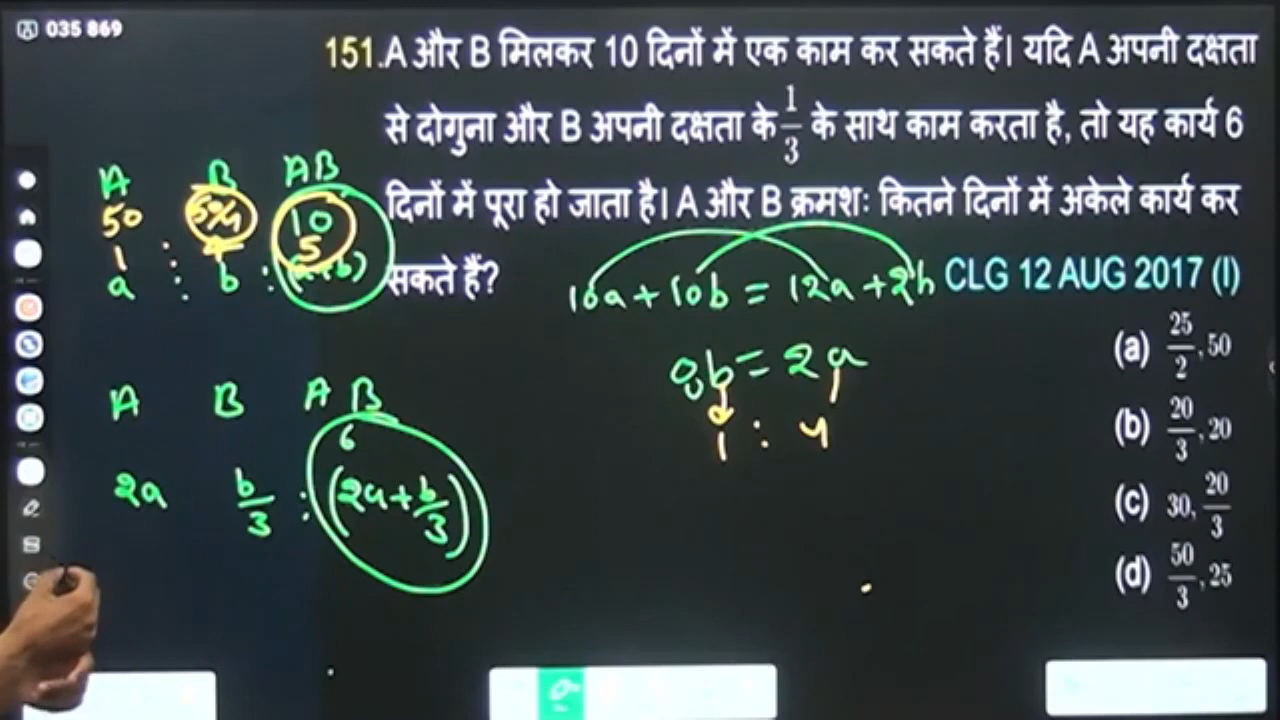 035 869
151.A और B मिलकर 10 दिनों में एक काम कर सकते हैं। यदि A अपनी दक्षता
से दोगुना और B अपनी दक्षता के 1/3 के साथ काम करता है, तो यह कार्य 6
दिनों में पूरा हो जाता है। A और B क्रमशः कितने दिनों में अकेले कार्य कर
सकते हैं?
CLG 12 AUG 2017 (I)
(a) 25/2, 50
(b) 20/3, 20
(c) 30, 20/3
(d) 50/3, 25
A B AB
50 50/4 10
1 : 4 5
a : b : (a+b)
10a + 10b = 12a + 2b
8b = 2a
1 : 4
A B A B
6
2a b/3 : (2a + b/3)